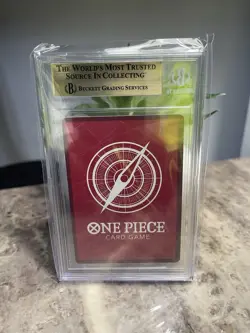 THE WORLD'S MOST TRUSTED
SOURCE IN COLLECTING
BECKETT GRADING SERVICES
ONE PIECE
CARD GAME